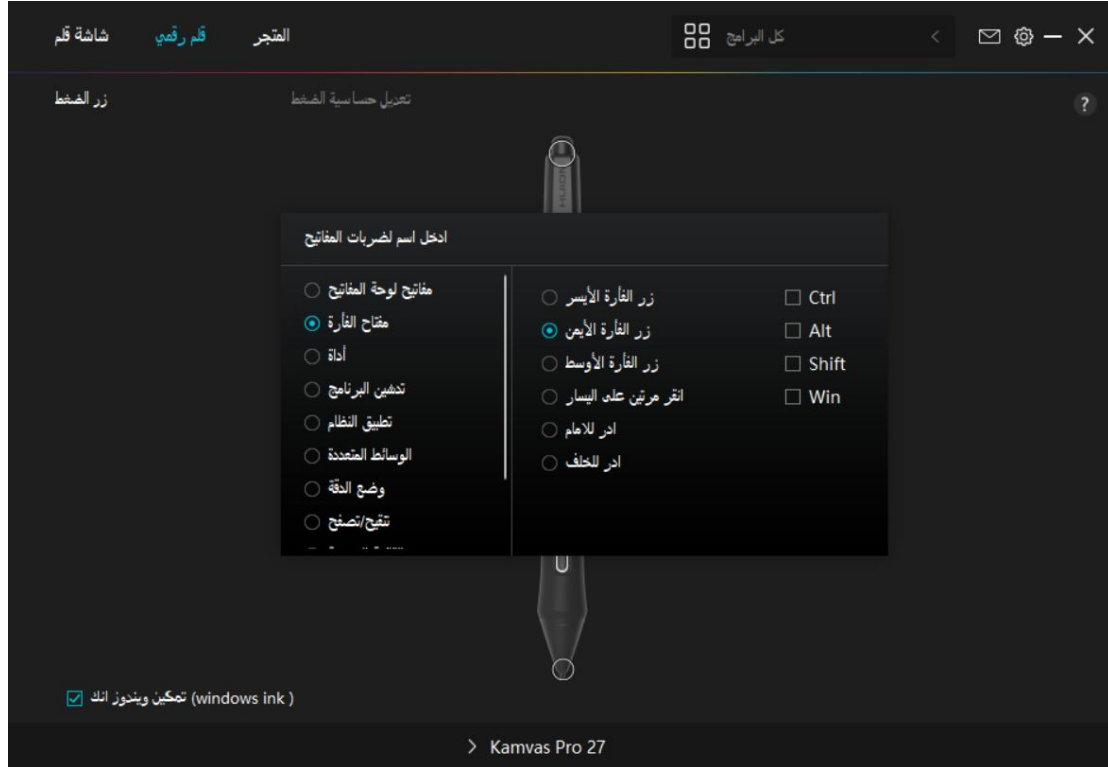 شاشة قلم
قلم رقمي
المتجر
كل البرامج
زر الضغط
تعديل حساسية الضغط
?
HUION
ادخل اسم لضربات المفاتيح
مفاتيح لوحة المفاتيح
مفتاح الفأرة
أداة
تدشين البرنامج
تطبيق النظام
الوسائط المتعددة
وضع الدقة
تنقيح/تصفح
زر الفأرة الأيسر
زر الفأرة الأيمن
زر الفأرة الأوسط
انقر مرتين على اليسار
ادر للامام
ادر للخلف
Ctrl
Alt
Shift
Win
تمكين ويندوز انك (windows ink )
Kamvas Pro 27